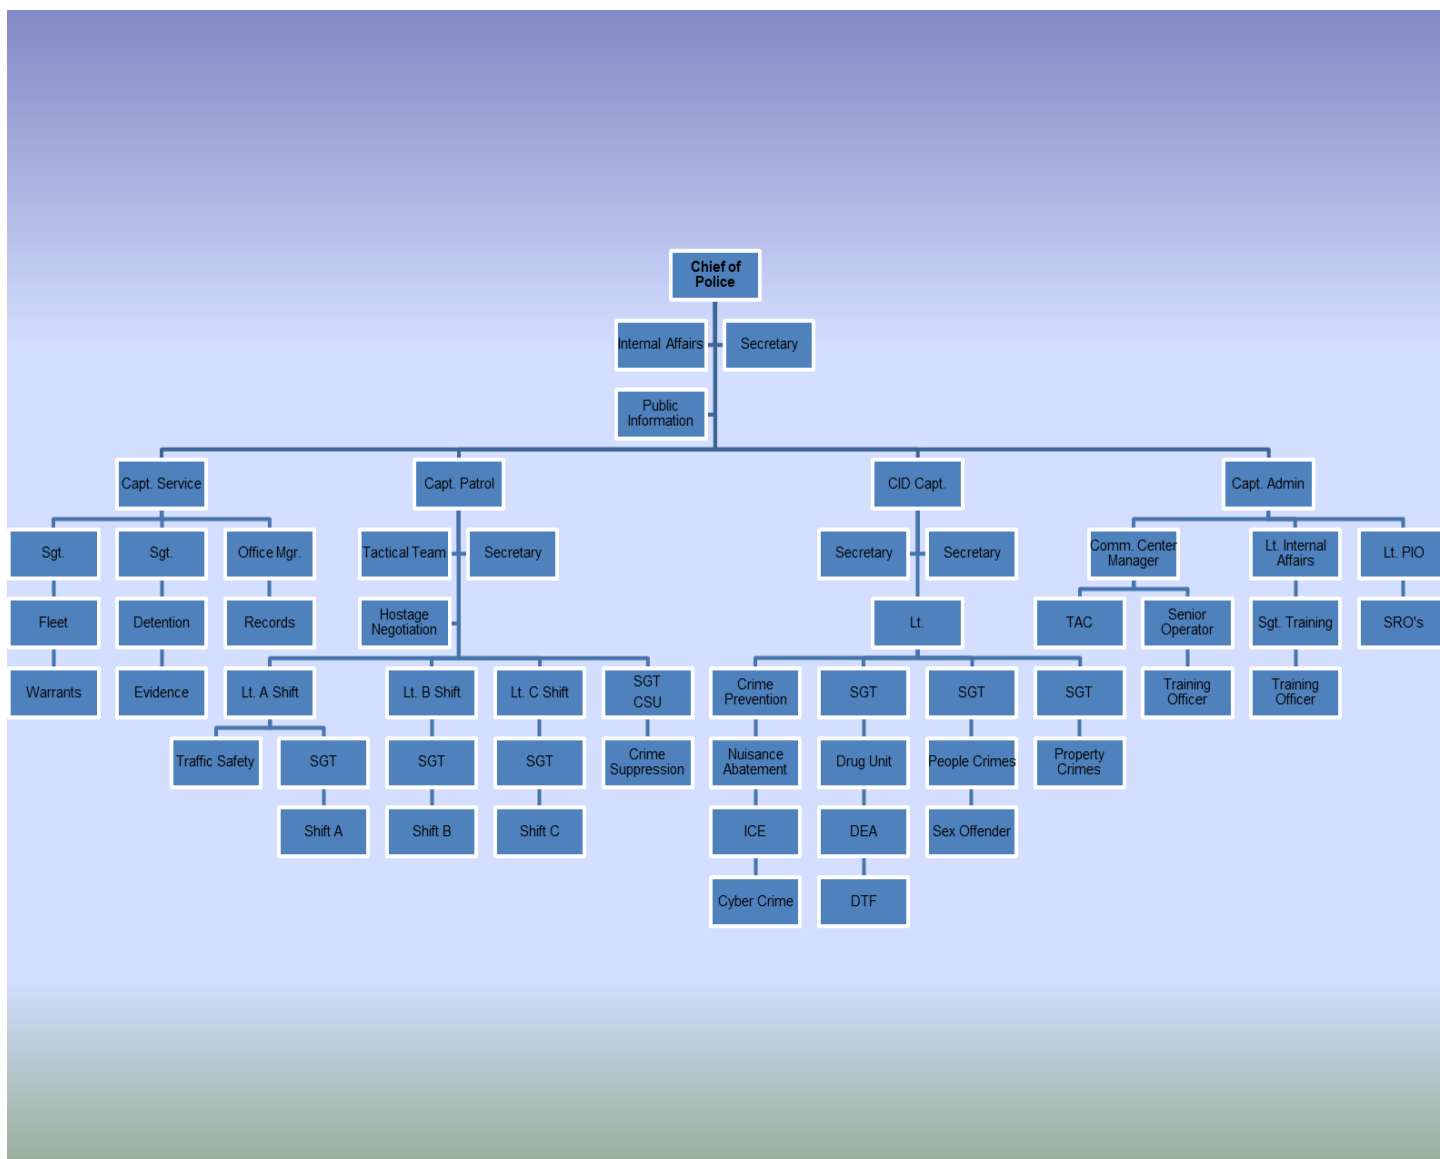 Chief of
Police
Internal Affairs
Secretary
Public
Information
Capt. Service
Capt. Patrol
CID Capt.
Capt. Admin
Sgt.
Sgt.
Office Mgr.
Tactical Team
Secretary
Secretary
Secretary
Comm. Center
Manager
Lt. Internal
Affairs
Lt. PIO
Fleet
Detention
Records
Hostage
Negotiation
Lt.
TAC
Senior
Operator
Sgt. Training
SRO's
Warrants
Evidence
Lt. A Shift
Lt. B Shift
Lt. C Shift
SGT
CSU
Crime
Prevention
SGT
SGT
SGT
Training
Officer
Training
Officer
Traffic Safety
SGT
SGT
SGT
Crime
Suppression
Nuisance
Abatement
Drug Unit
People Crimes
Property
Crimes
Shift A
Shift B
Shift C
ICE
DEA
Sex Offender
Cyber Crime
DTF